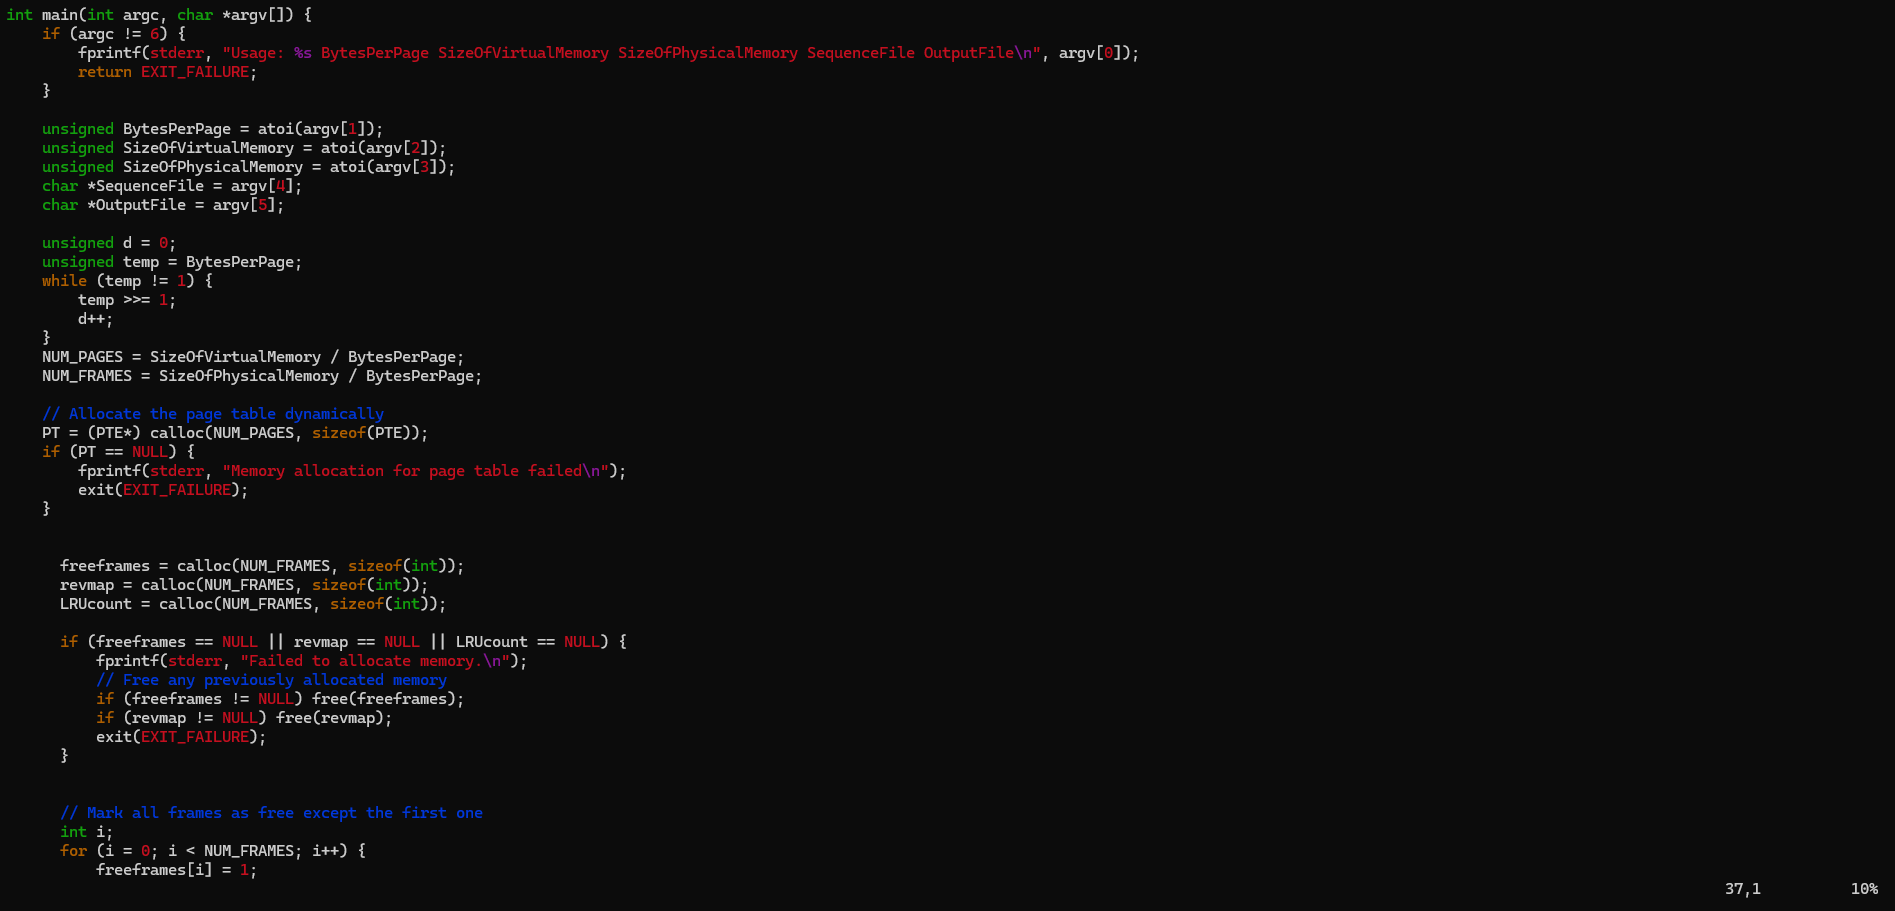 int main(int argc, char *argv[]) {
    if (argc != 6) {
        fprintf(stderr, "Usage: %s BytesPerPage SizeOfVirtualMemory SizeOfPhysicalMemory SequenceFile OutputFile\n", argv[0]);
        return EXIT_FAILURE;
    }

    unsigned BytesPerPage = atoi(argv[1]);
    unsigned SizeOfVirtualMemory = atoi(argv[2]);
    unsigned SizeOfPhysicalMemory = atoi(argv[3]);
    char *SequenceFile = argv[4];
    char *OutputFile = argv[5];

    unsigned d = 0;
    unsigned temp = BytesPerPage;
    while (temp != 1) {
        temp >>= 1;
        d++;
    }
    NUM_PAGES = SizeOfVirtualMemory / BytesPerPage;
    NUM_FRAMES = SizeOfPhysicalMemory / BytesPerPage;

    // Allocate the page table dynamically
    PT = (PTE*) calloc(NUM_PAGES, sizeof(PTE));
    if (PT == NULL) {
        fprintf(stderr, "Memory allocation for page table failed\n");
        exit(EXIT_FAILURE);
    }


      freeframes = calloc(NUM_FRAMES, sizeof(int));
      revmap = calloc(NUM_FRAMES, sizeof(int));
      LRUcount = calloc(NUM_FRAMES, sizeof(int));

      if (freeframes == NULL || revmap == NULL || LRUcount == NULL) {
          fprintf(stderr, "Failed to allocate memory.\n");
          // Free any previously allocated memory
          if (freeframes != NULL) free(freeframes);
          if (revmap != NULL) free(revmap);
          exit(EXIT_FAILURE);
      }


      // Mark all frames as free except the first one
      int i;
      for (i = 0; i < NUM_FRAMES; i++) {
          freeframes[i] = 1;
37,1 10%